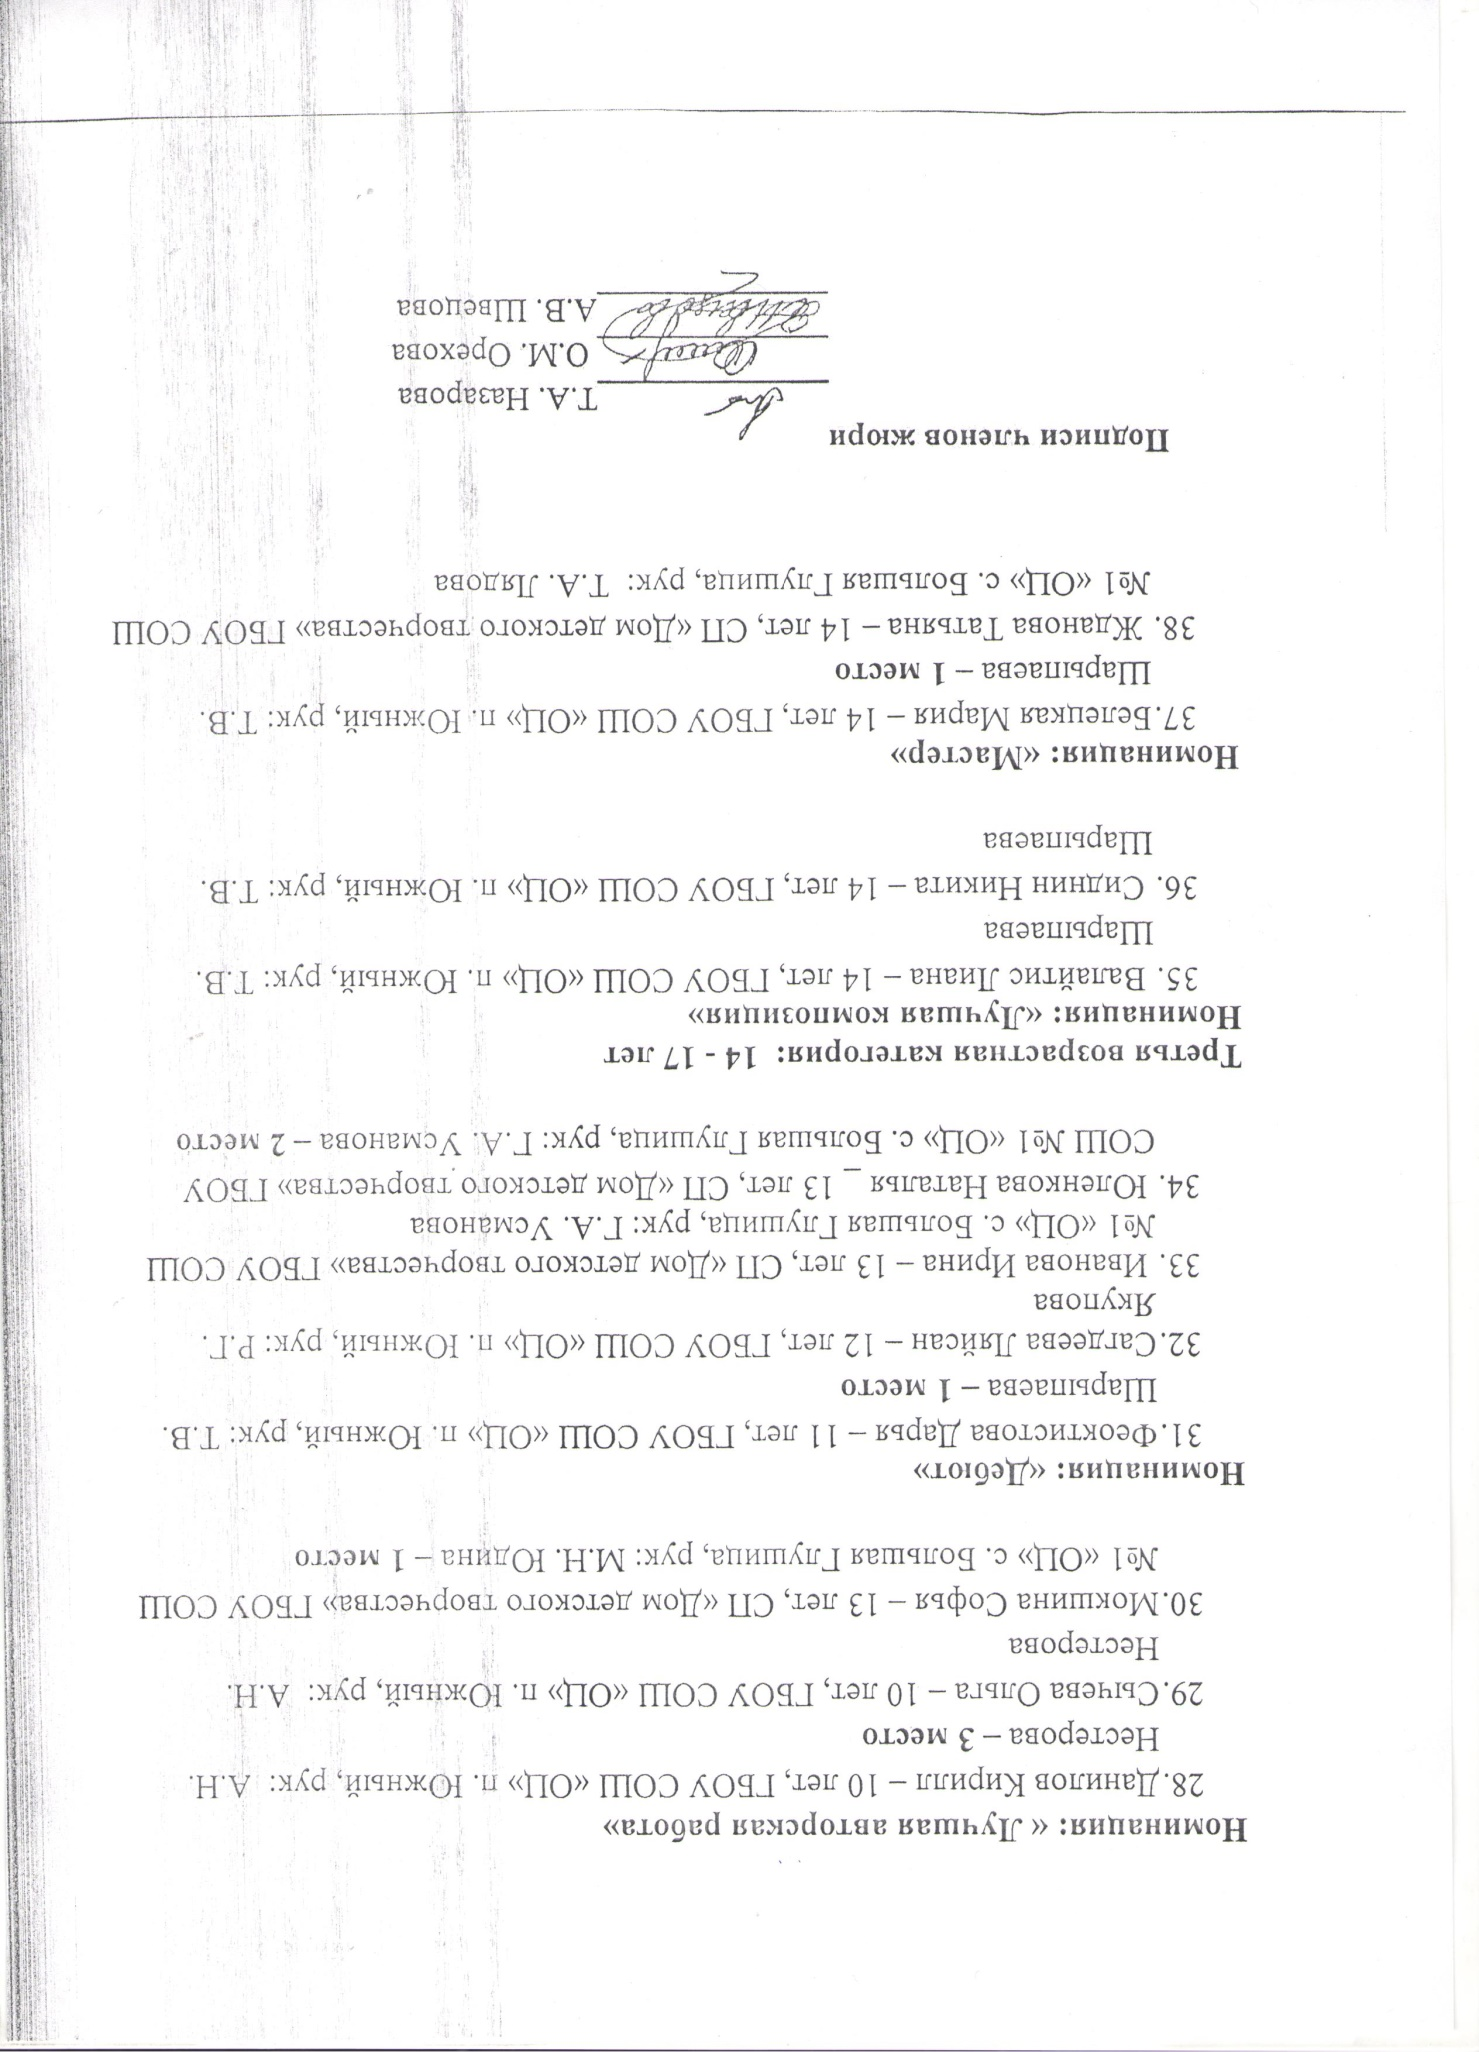 Номинация: « Лучшая авторская работа»
28.Данилов Кирилл – 10 лет, ГБОУ СОШ «ОЦ» п. Южный, рук: А.Н.
Нестерова – 3 место
29.Сычева Ольга – 10 лет, ГБОУ СОШ «ОЦ» п. Южный, рук: А.Н.
Нестерова
30.Мокшина Софья – 13 лет, СП «Дом детского творчества» ГБОУ СОШ
№1 «ОЦ» с. Большая Глушица, рук: М.Н. Юдина – 1 место
Номинация: «Дебют»
31.Феоктистова Дарья – 11 лет, ГБОУ СОШ «ОЦ» п. Южный, рук: Т.В.
Шарыпаева – 1 место
32.Сагдеева Ляйсан – 12 лет, ГБОУ СОШ «ОЦ» п. Южный, рук: Р.Г.
Якупова
33. Иванова Ирина – 13 лет, СП «Дом детского творчества» ГБОУ СОШ
№1 «ОЦ» с. Большая Глушица, рук: Г.А. Усманова
34. Юленкова Наталья _ 13 лет, СП «Дом детского творчества» ГБОУ
СОШ №1 «ОЦ» с. Большая Глушица, рук: Г.А. Усманова – 2 место
Третья возрастная категория: 14 - 17 лет
Номинация: «Лучшая композиция»
35. Валайтис Лиана – 14 лет, ГБОУ СОШ «ОЦ» п. Южный, рук: Т.В.
Шарыпаева
36. Сиднин Никита – 14 лет, ГБОУ СОШ «ОЦ» п. Южный, рук: Т.В.
Шарыпаева
Номинация: «Мастер»
37.Белецкая Мария – 14 лет, ГБОУ СОШ «ОЦ» п. Южный, рук: Т.В.
Шарыпаева – 1 место
38. Жданова Татьяна – 14 лет, СП «Дом детского творчества» ГБОУ СОШ
№1 «ОЦ» с. Большая Глушица, рук: Т.А. Лядова
Подписи членов жюри
Т.А. Назарова
О.М. Орехова
А.В. Швецова